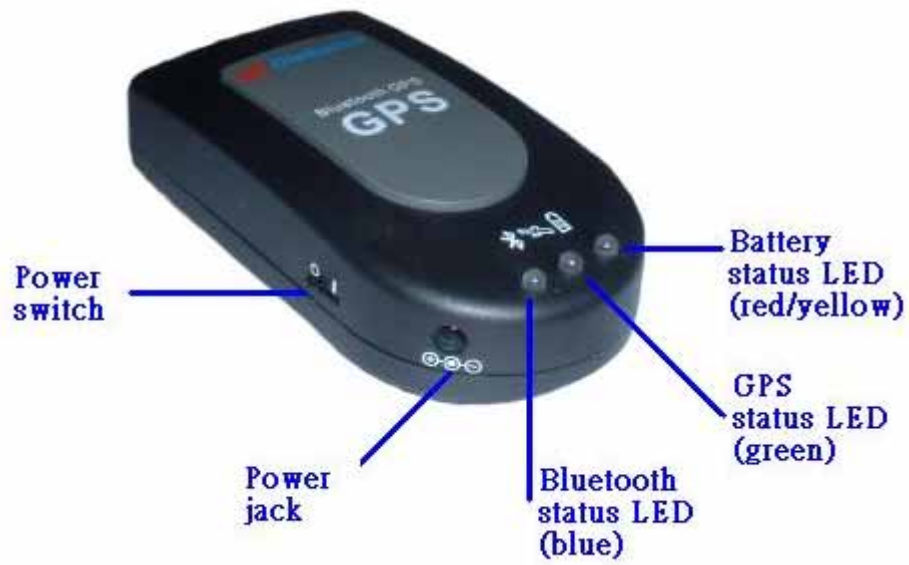 Bluetooth GPS
GPS
Battery
status LED
(red/yellow)
Power
switch
GPS
status LED
(green)
Power
jack
Bluetooth
status LED
(blue)